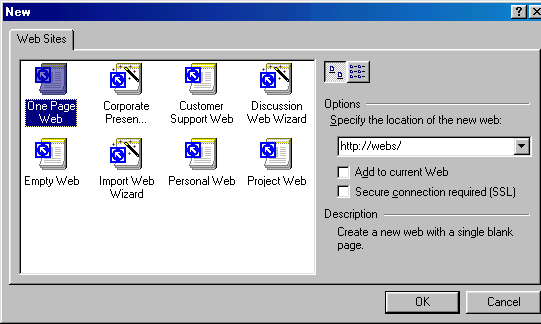 New
Web Sites
One Page
Web
Corporate
Presen...
Customer
Support Web
Discussion
Web Wizard
Empty Web
Import Web
Wizard
Personal Web
Project Web
Options
Specify the location of the new web:
http://webs/
Add to current Web
Secure connection required (SSL)
Description
Create a new web with a single blank
page.
OK
Cancel